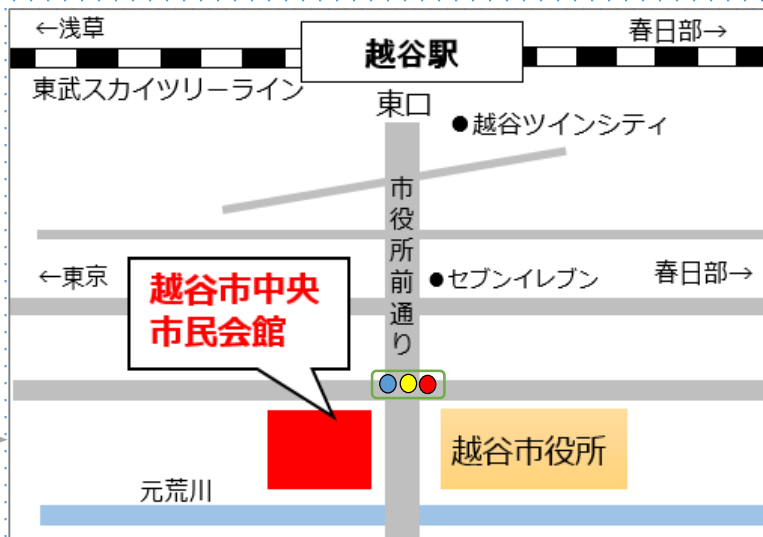 ←浅草
春日部→
越谷駅
東武スカイツリーライン
東口
●越谷ツインシティ
市役所前通り
←東京
●セブンイレブン
春日部→
越谷市中央
市民会館
越谷市役所
元荒川